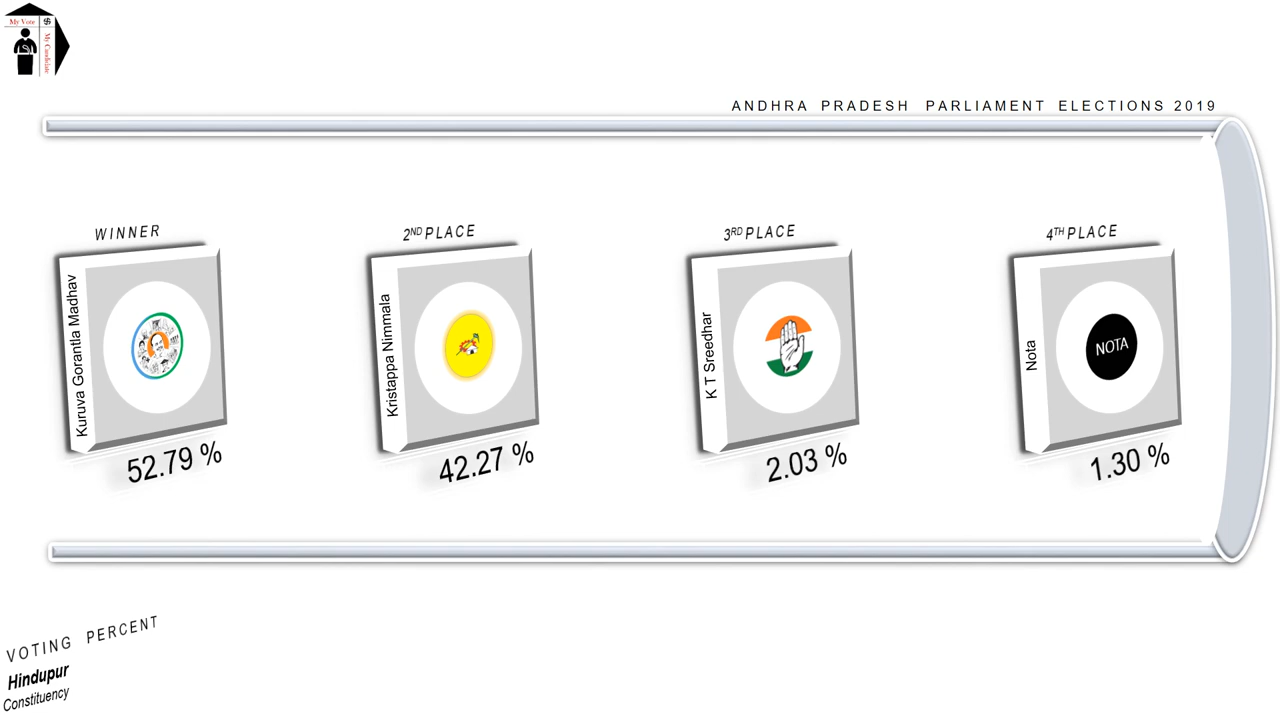 My Vote
My Candidate
ANDHRA PRADESH PARLIAMENT ELECTIONS 2019
WINNER
2ND PLACE
3RD PLACE
4TH PLACE
Kuruva Gorantla Madhav
Kristappa Nimmala
K T Sreedhar
Nota
NOTA
52.79 %
42.27 %
2.03 %
1.30 %
VOTING PERCENT
Hindupur
Constituency